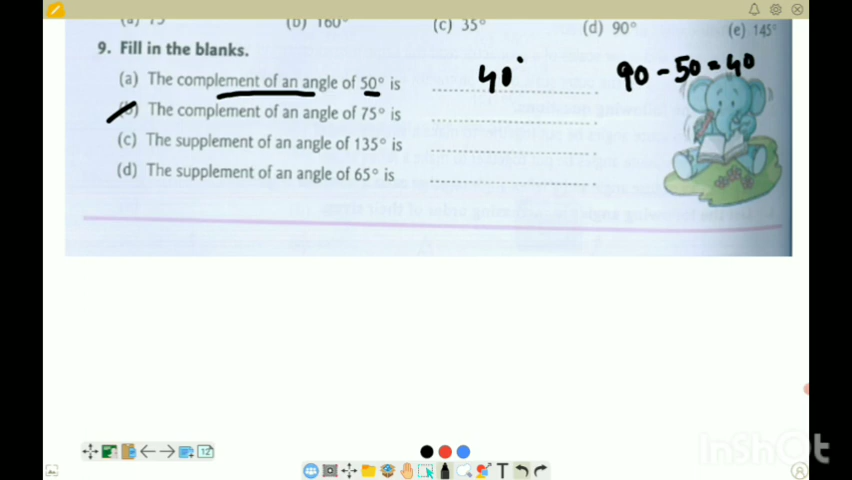 (a) 75° (b) 160° (c) 35° (d) 90° (e) 145°
9. Fill in the blanks.
(a) The complement of an angle of 50° is 40° 90 - 50 = 40
(b) The complement of an angle of 75° is
(c) The supplement of an angle of 135° is
(d) The supplement of an angle of 65° is
12
T
InShOt